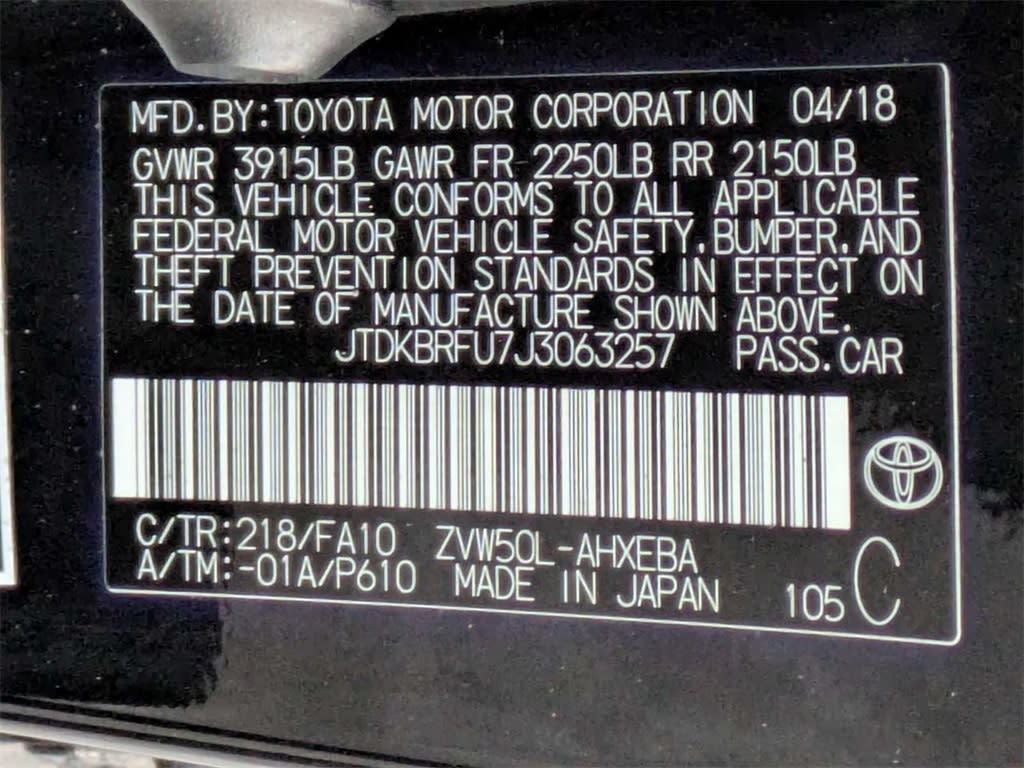 MFD.BY:TOYOTA MOTOR CORPORATION 04/18
GVWR 3915LB GAWR FR 2250LB RR 2150LB
THIS VEHICLE CONFORMS TO ALL APPLICABLE
FEDERAL MOTOR VEHICLE SAFETY,BUMPER,AND
THEFT PREVENTION STANDARDS IN EFFECT ON
THE DATE OF MANUFACTURE SHOWN ABOVE.
JTDKBRFU7J3063257 PASS.CAR
C/TR:218/FA10 ZVW50L-AHXEBA
A/TM:-01A/P610 MADE IN JAPAN 105 C